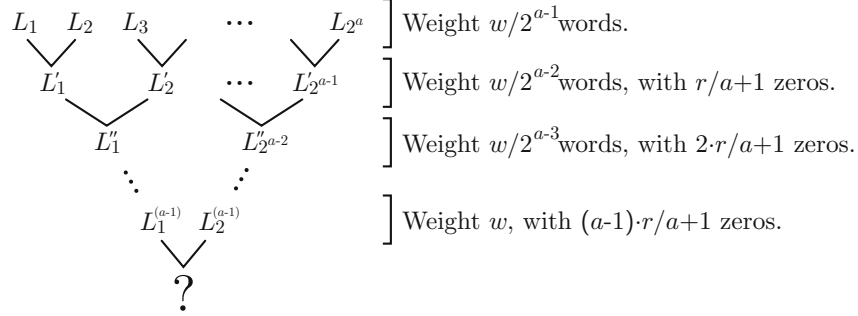 L₁ L₂ L₃ ⋯ L_{2^a} Weight w/2^{a-1}words.
L'₁ L'₂ ⋯ L'_{2^{a-1}} Weight w/2^{a-2}words, with r/a+1 zeros.
L''₁ L''_{2^{a-2}} Weight w/2^{a-3}words, with 2·r/a+1 zeros.
L₁^{(a-1)} L₂^{(a-1)} Weight w, with (a-1)·r/a+1 zeros.
?